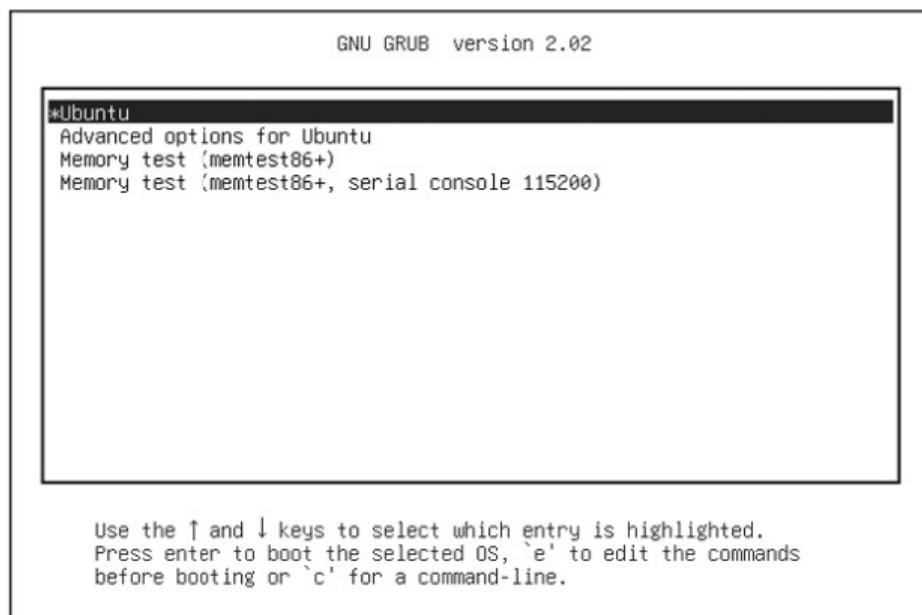 GNU GRUB version 2.02
*Ubuntu
Advanced options for Ubuntu
Memory test (memtest86+)
Memory test (memtest86+, serial console 115200)
Use the ↑ and ↓ keys to select which entry is highlighted.
Press enter to boot the selected OS, `e' to edit the commands
before booting or `c' for a command-line.